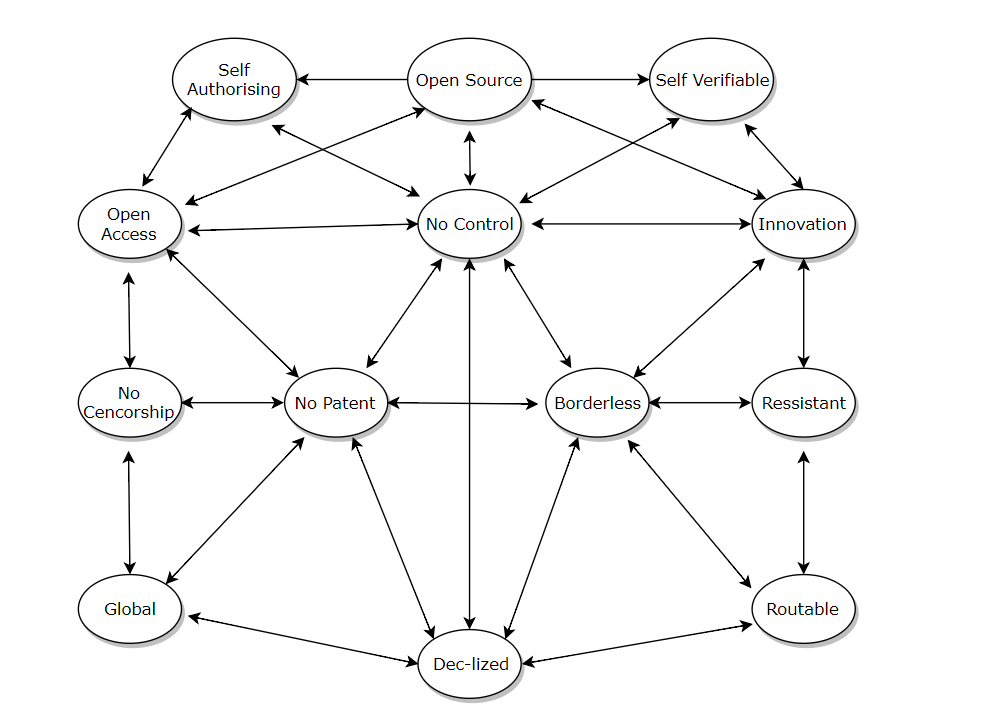 Self
Authorising
Open Source
Self Verifiable
Open
Access
No Control
Innovation
No
Cencorship
No Patent
Borderless
Ressistant
Global
Dec-lized
Routable